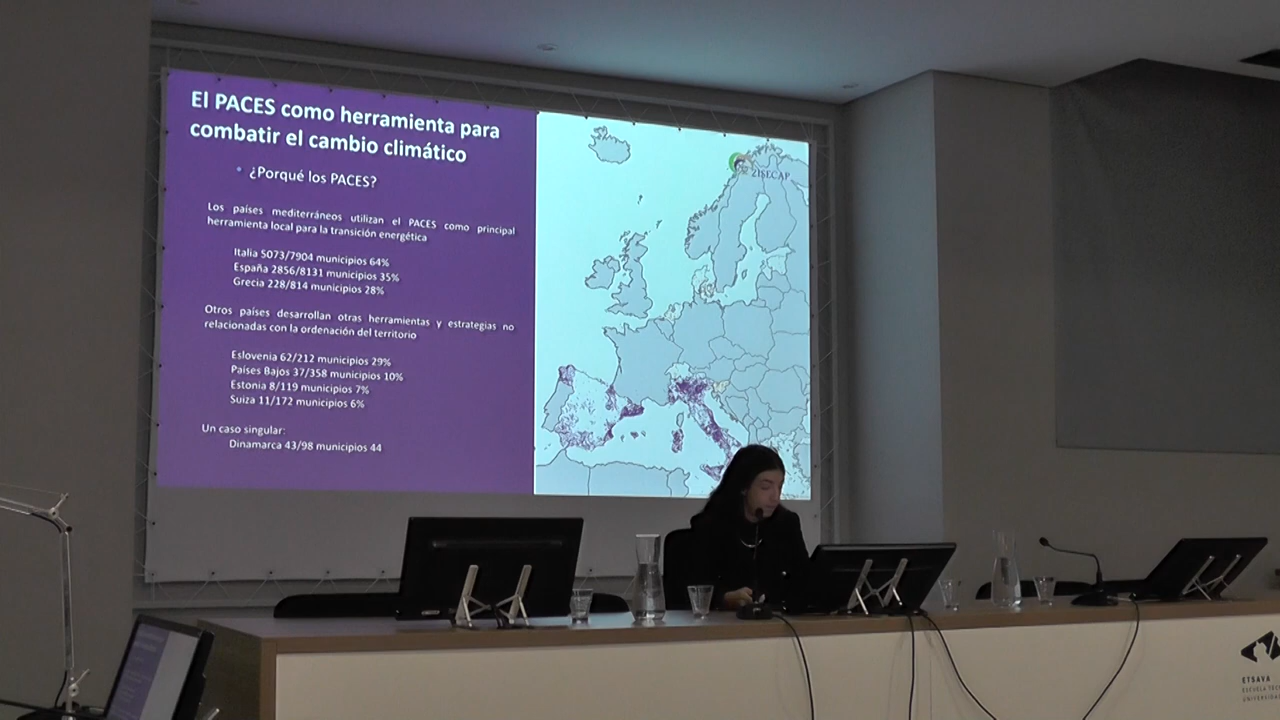 El PACES como herramienta para
combatir el cambio climático
¿Porqué los PACES?
Los países mediterráneos utilizan el PACES como principal
herramienta local para la transición energética
Italia 5073/7904 municipios 64%
España 2856/8131 municipios 35%
Grecia 228/814 municipios 28%
Otros países desarrollan otras herramientas y estrategias no
relacionadas con la ordenación del territorio
Eslovenia 62/212 municipios 29%
Países Bajos 37/358 municipios 10%
Estonia 8/119 municipios 7%
Suiza 11/172 municipios 6%
Un caso singular:
Dinamarca 43/98 municipios 44
2ISECAP
ETSAVA
ESCUELA
UNIVERSIDAD